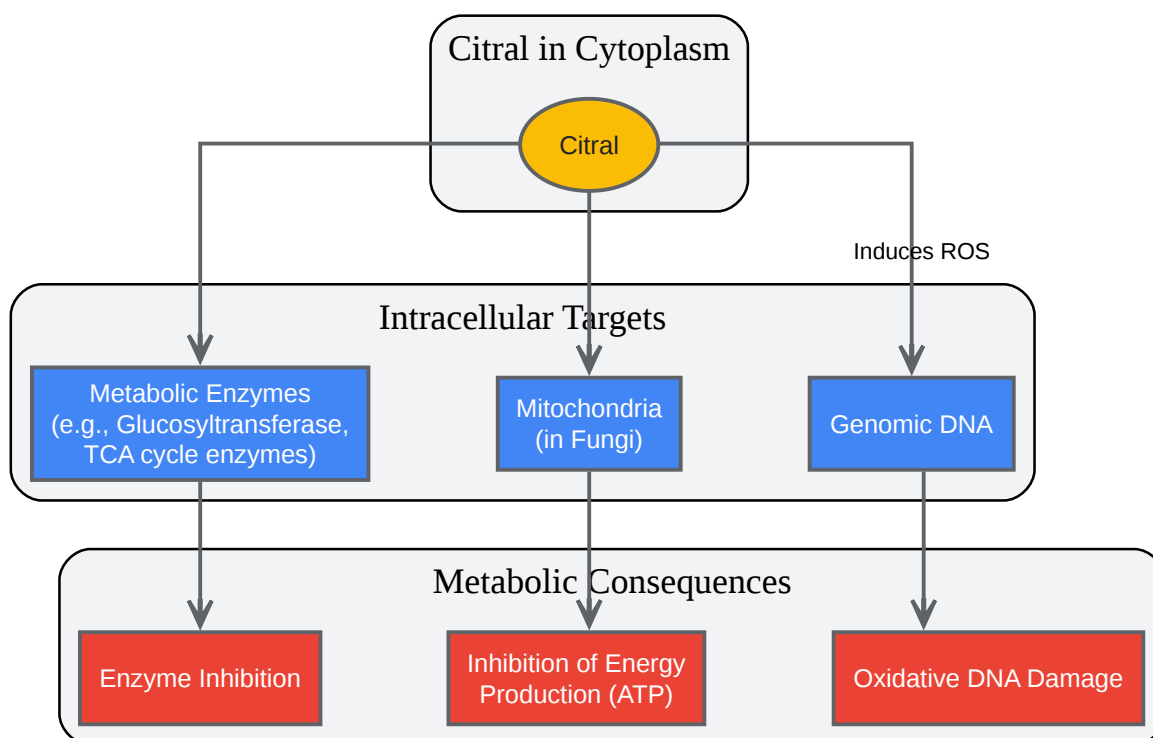 Citral in Cytoplasm
Citral
Induces ROS
Intracellular Targets
Metabolic Enzymes
(e.g., Glucosyltransferase,
TCA cycle enzymes)
Mitochondria
(in Fungi)
Genomic DNA
Metabolic Consequences
Enzyme Inhibition
Inhibition of Energy
Production (ATP)
Oxidative DNA Damage